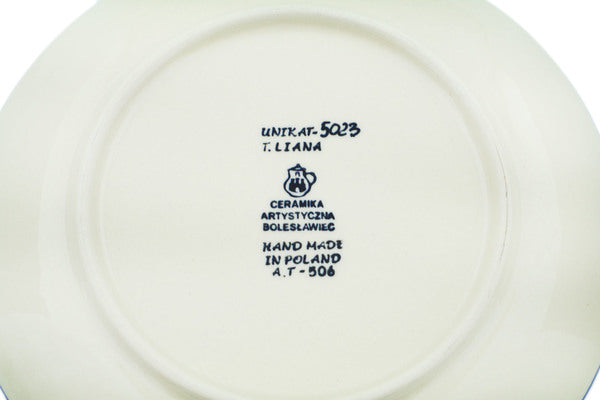 UNIKAT-5023
T. LIANA
CERAMIKA
ARTYSTYCZNA
BOLESŁAWIEC
HAND MADE
IN POLAND
A.T-506